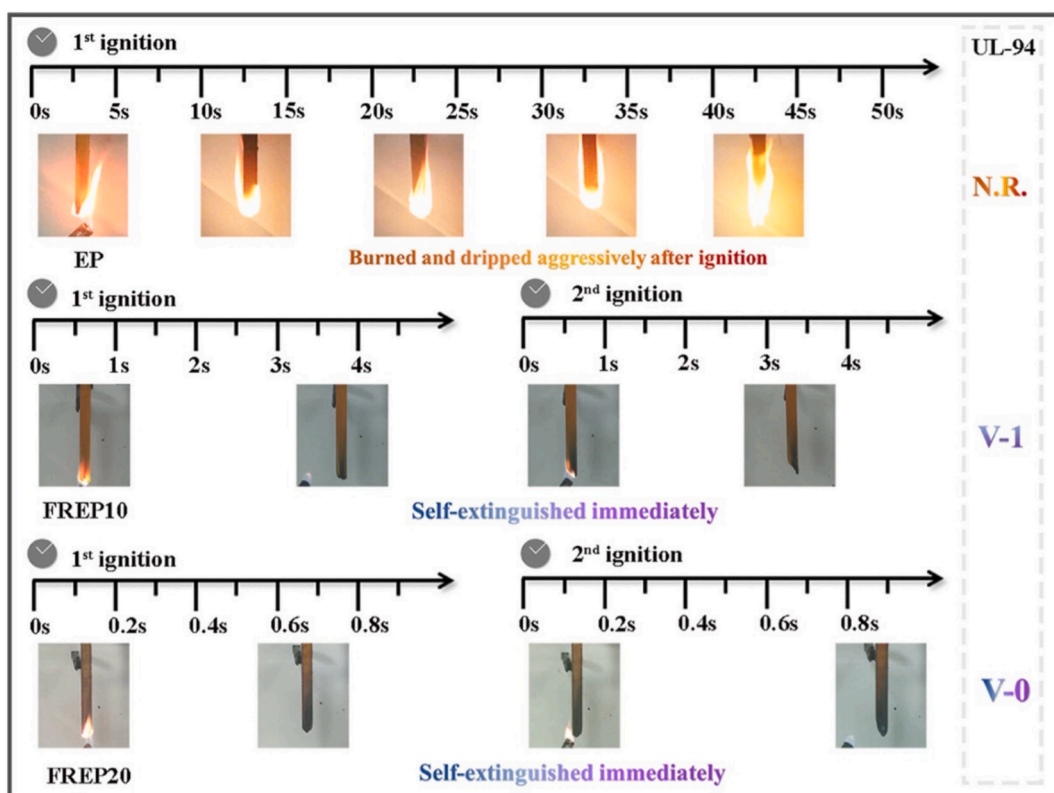 1st ignition
UL-94
0s 5s 10s 15s 20s 25s 30s 35s 40s 45s 50s
N.R.
EP
Burned and dripped aggressively after ignition
1st ignition
2nd ignition
0s 1s 2s 3s 4s
0s 1s 2s 3s 4s
V-1
FREP10
Self-extinguished immediately
1st ignition
2nd ignition
0s 0.2s 0.4s 0.6s 0.8s
0s 0.2s 0.4s 0.6s 0.8s
V-0
FREP20
Self-extinguished immediately